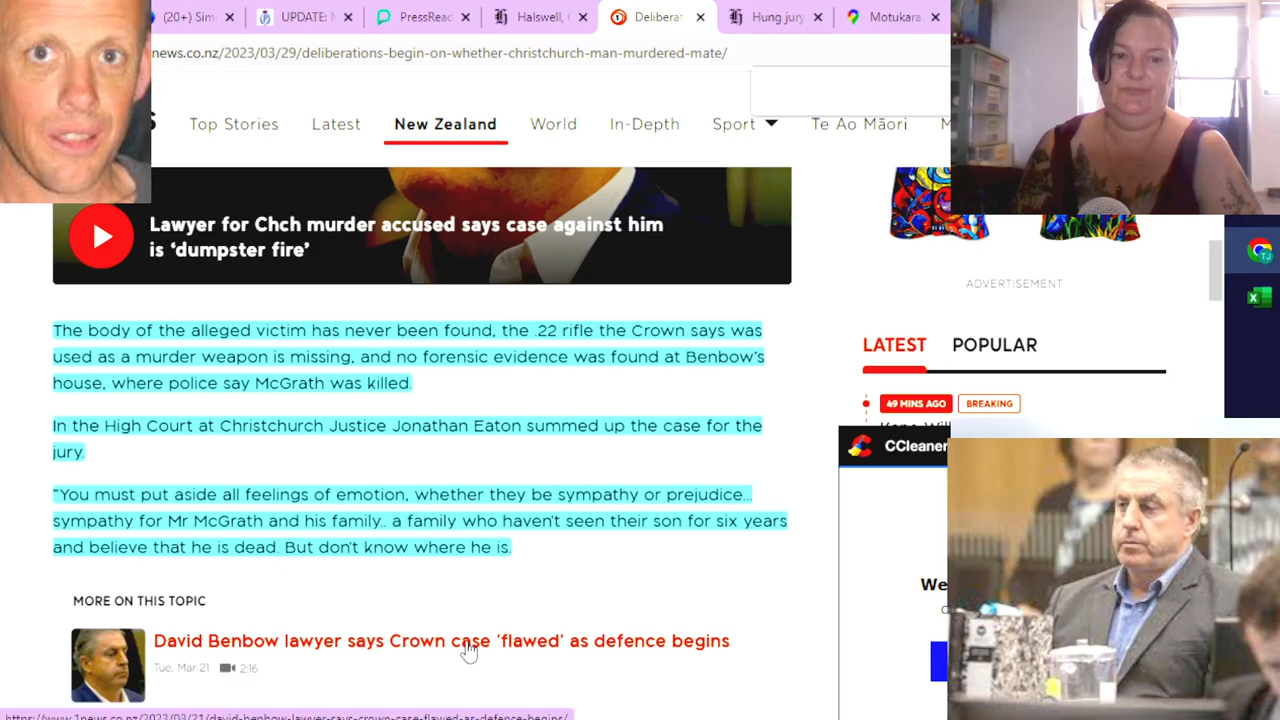 (20+) Sim
UPDATE: M
PressRead
Halswell, C
Deliberat
Hung jury
Motukara
news.co.nz/2023/03/29/deliberations-begin-on-whether-christchurch-man-murdered-mate/
S Top Stories Latest New Zealand World In-Depth Sport Te Ao Māori
Lawyer for Chch murder accused says case against him
is ‘dumpster fire’
ADVERTISEMENT
The body of the alleged victim has never been found, the .22 rifle the Crown says was
used as a murder weapon is missing, and no forensic evidence was found at Benbow's
house, where police say McGrath was killed.
In the High Court at Christchurch Justice Jonathan Eaton summed up the case for the
jury.
"You must put aside all feelings of emotion, whether they be sympathy or prejudice...
sympathy for Mr McGrath and his family.. a family who haven't seen their son for six years
and believe that he is dead. But don't know where he is.
MORE ON THIS TOPIC
David Benbow lawyer says Crown case 'flawed' as defence begins
Tue, Mar 21 2:16
LATEST POPULAR
49 MINS AGO BREAKING
CCleaner
We
TJ
https://www.1news.co.nz/2023/03/21/david-benbow-lawyer-says-crown-case-flawed-as-defence-begins/